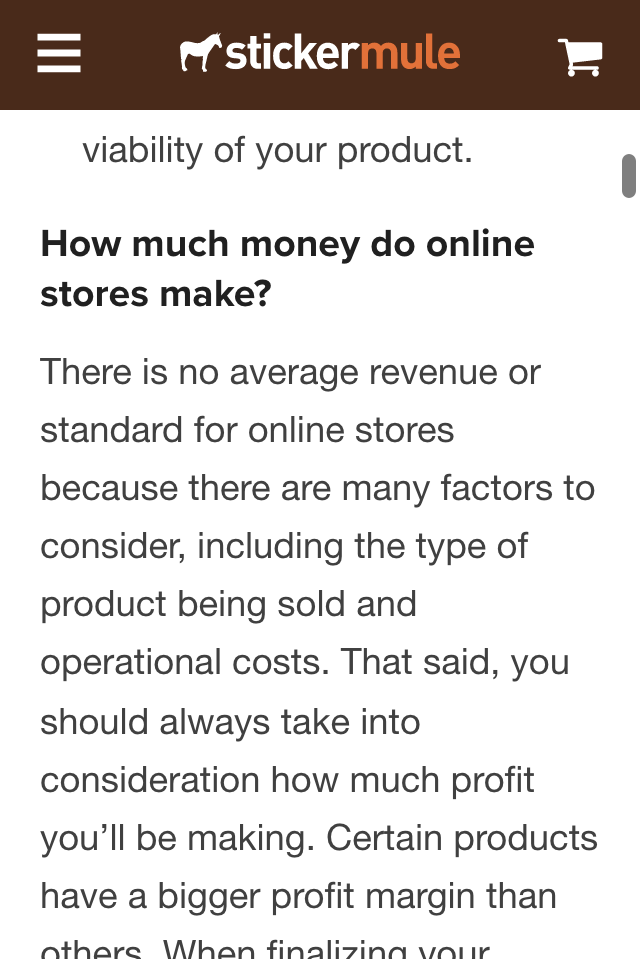 stickermule
viability of your product.
How much money do online
stores make?
There is no average revenue or
standard for online stores
because there are many factors to
consider, including the type of
product being sold and
operational costs. That said, you
should always take into
consideration how much profit
you’ll be making. Certain products
have a bigger profit margin than
others. When finalizing your